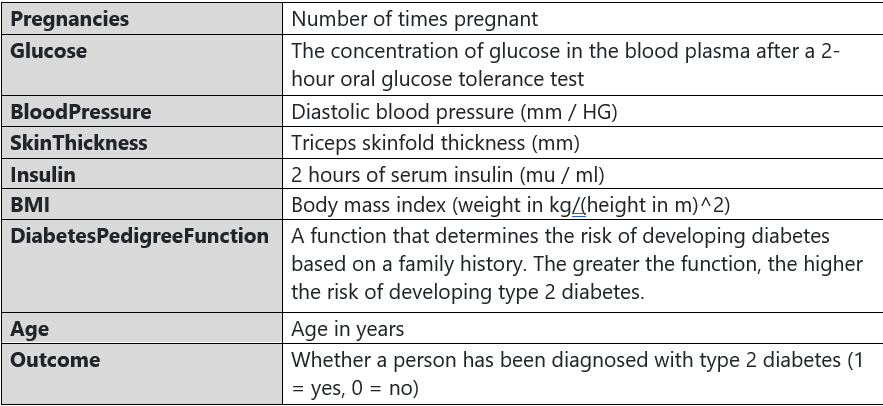 Pregnancies Number of times pregnant
Glucose The concentration of glucose in the blood plasma after a 2-
hour oral glucose tolerance test
BloodPressure Diastolic blood pressure (mm / HG)
SkinThickness Triceps skinfold thickness (mm)
Insulin 2 hours of serum insulin (mu / ml)
BMI Body mass index (weight in kg/(height in m)^2)
DiabetesPedigreeFunction A function that determines the risk of developing diabetes
based on a family history. The greater the function, the higher
the risk of developing type 2 diabetes.
Age Age in years
Outcome Whether a person has been diagnosed with type 2 diabetes (1
= yes, 0 = no)